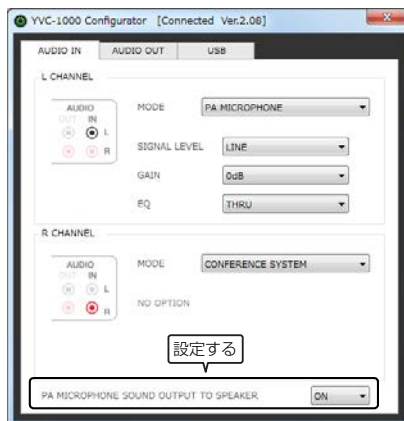 YVC-1000 Configurator [Connected Ver.2.08]
AUDIO IN AUDIO OUT USB
L CHANNEL
AUDIO
OUT IN
L
R
MODE PA MICROPHONE
SIGNAL LEVEL LINE
GAIN 0dB
EQ THRU
R CHANNEL
AUDIO
OUT IN
L
R
MODE CONFERENCE SYSTEM
NO OPTION
設定する
PA MICROPHONE SOUND OUTPUT TO SPEAKER ON